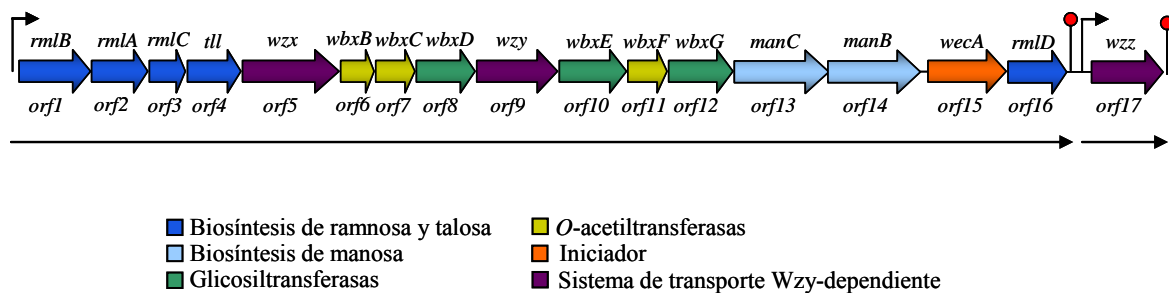 rmlB rmlA rmlC tll wzx wbxB wbxC wbxD wzy wbxE wbxF wbxG manC manB wecA rmlD wzz
orf1 orf2 orf3 orf4 orf5 orf6 orf7 orf8 orf9 orf10 orf11 orf12 orf13 orf14 orf15 orf16 orf17
Biosíntesis de ramnosa y talosa
Biosíntesis de manosa
Glicosiltransferasas
O-acetiltransferasas
Iniciador
Sistema de transporte Wzy-dependiente